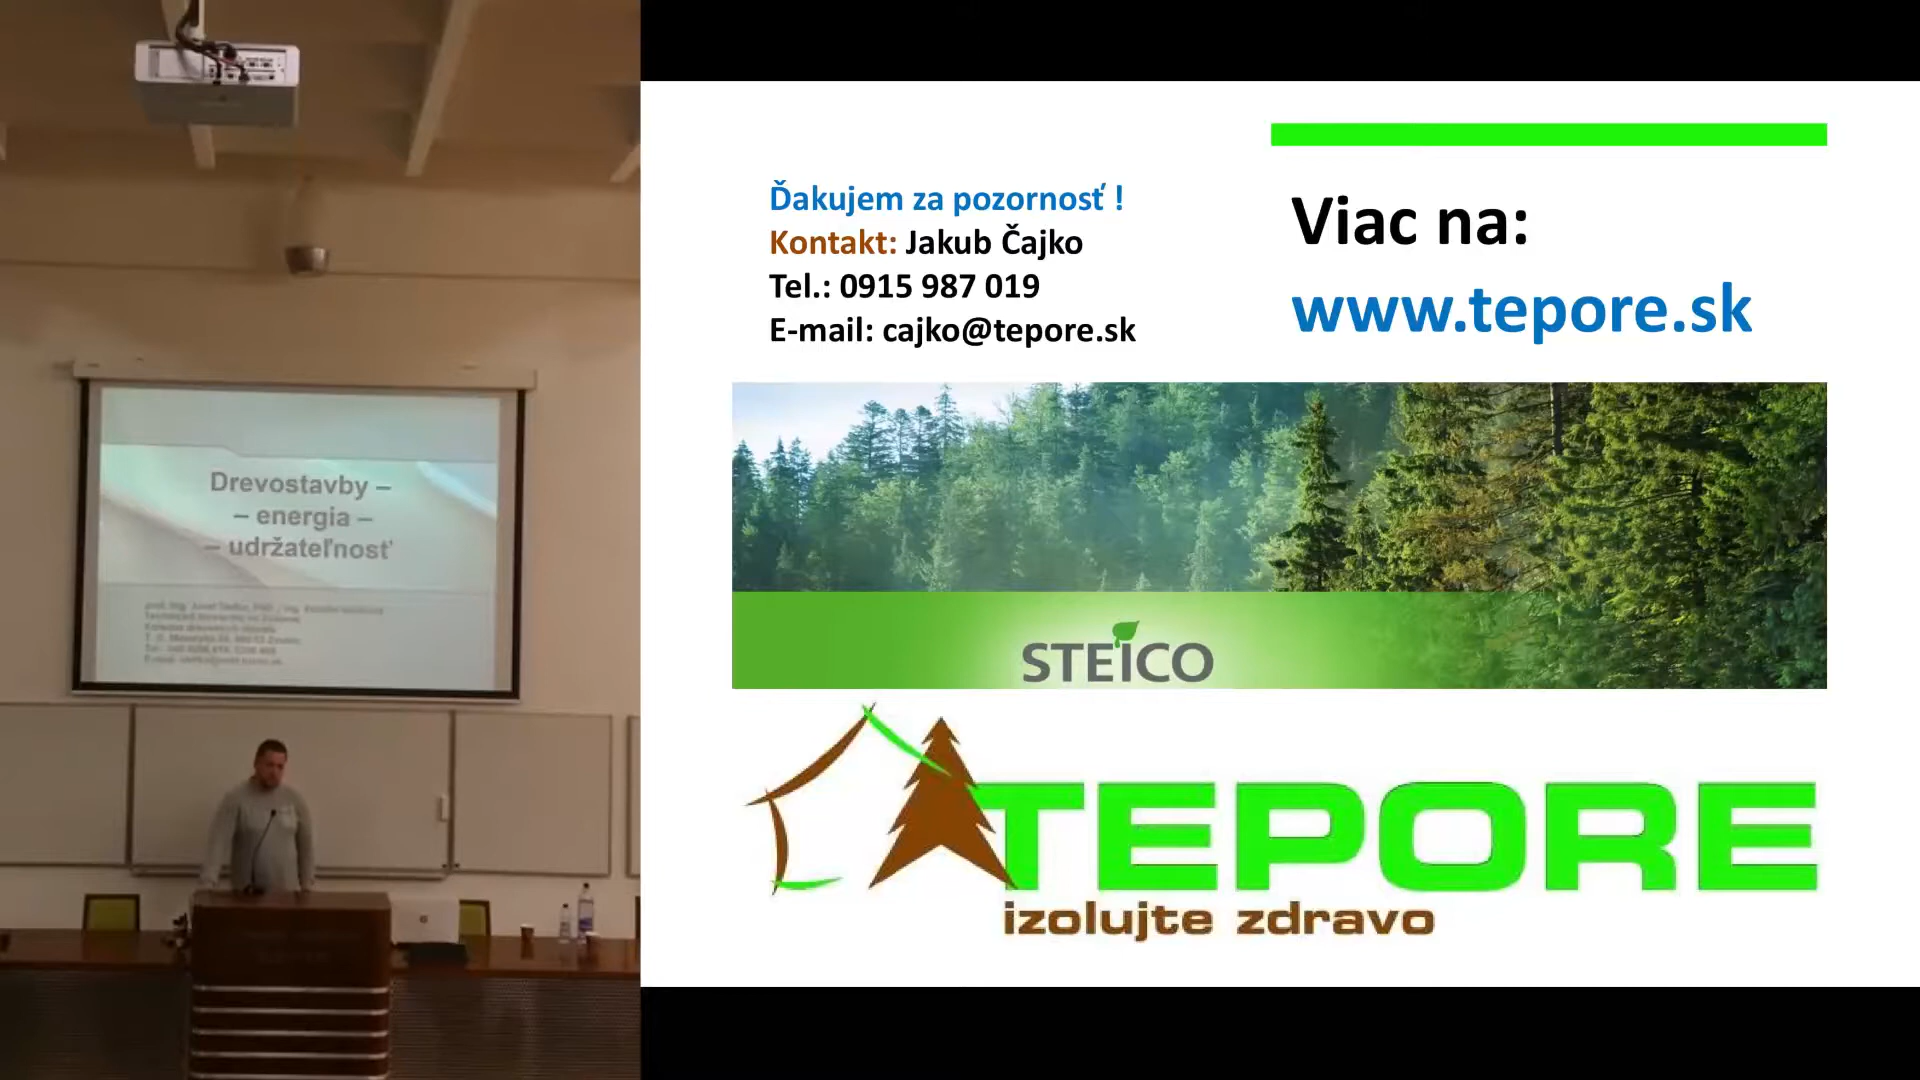 Drevostavby –
– energia –
– udržateľnosť
Ďakujem za pozornosť !
Kontakt: Jakub Čajko
Tel.: 0915 987 019
E-mail: cajko@tepore.sk
Viac na:
www.tepore.sk
STEICO
TEPORE
izolujte zdravo